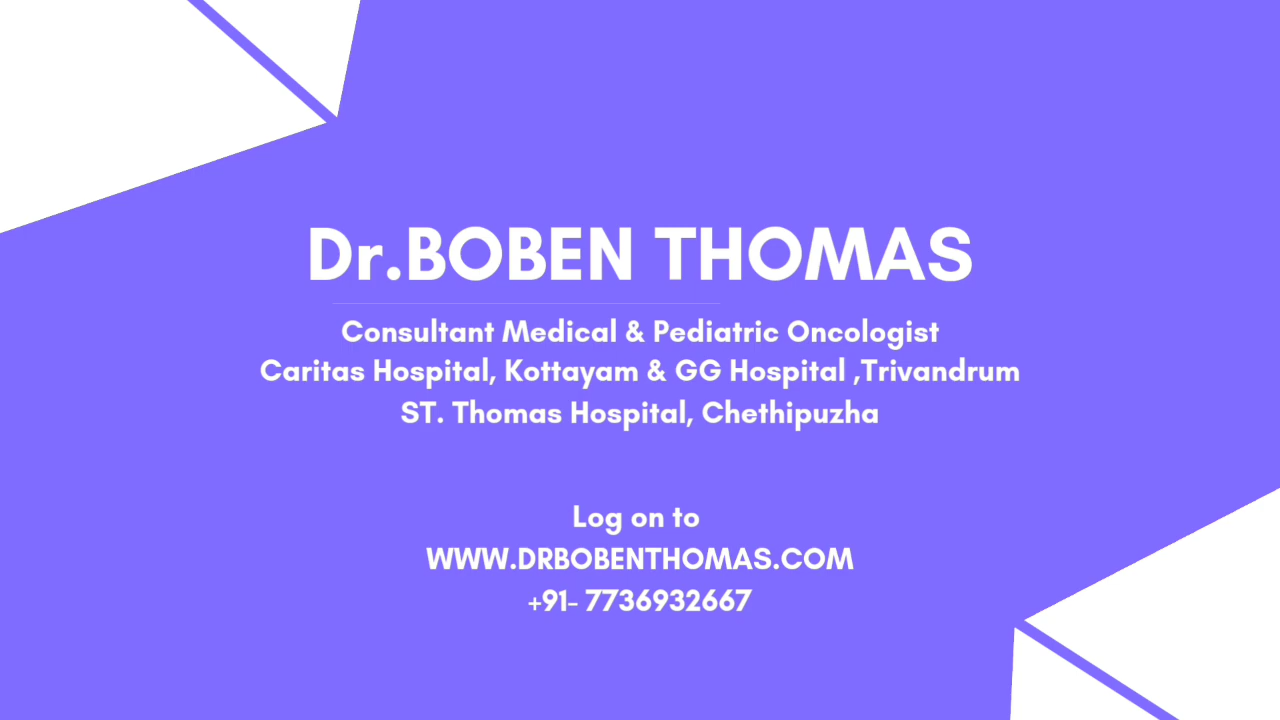 Dr.BOBEN THOMAS
Consultant Medical & Pediatric Oncologist
Caritas Hospital, Kottayam & GG Hospital ,Trivandrum
ST. Thomas Hospital, Chethipuzha
Log on to
WWW.DRBOBENTHOMAS.COM
+91- 7736932667